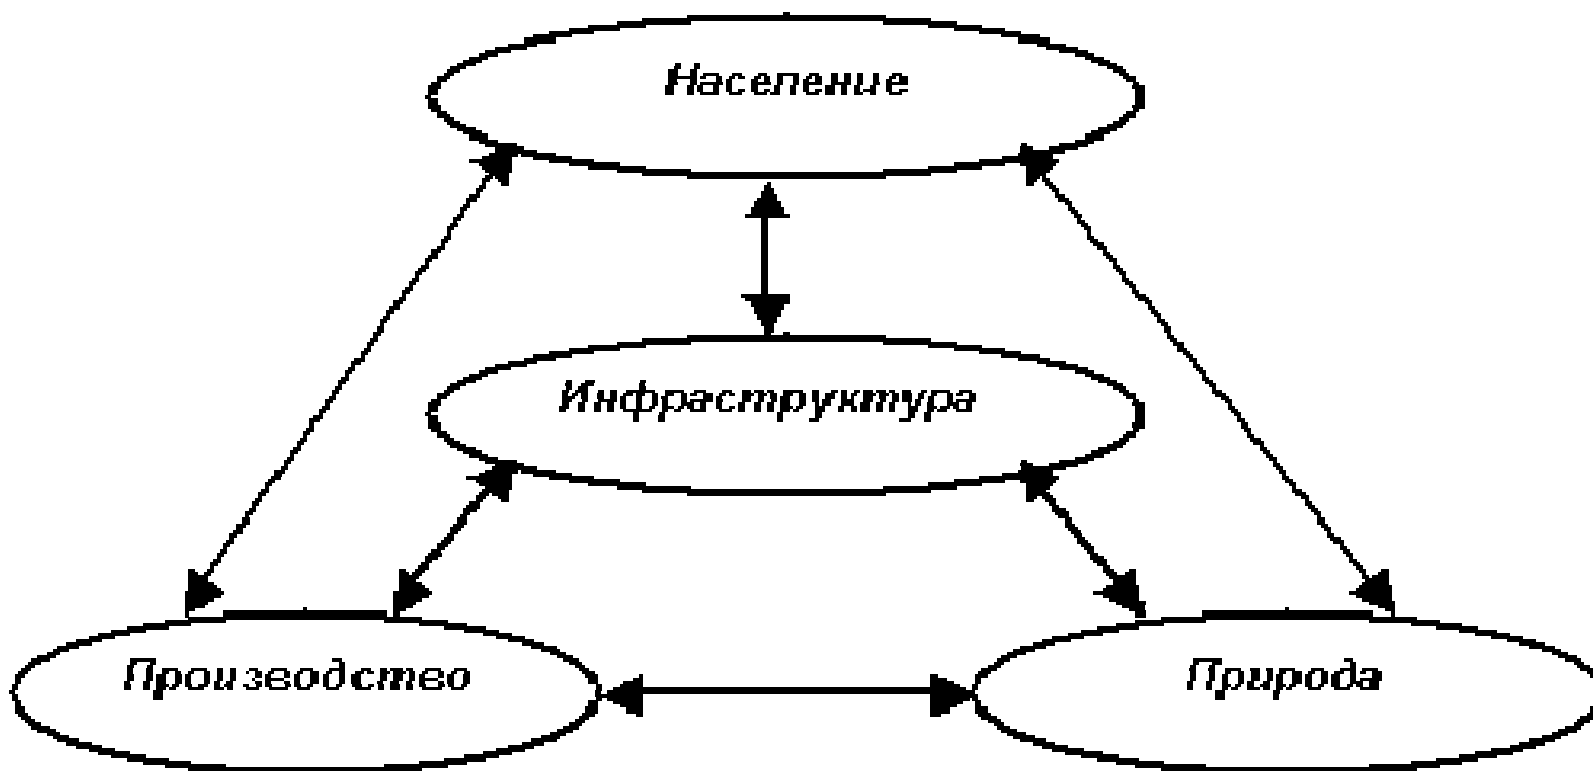 Население
Инфраструктура
Производство
Природа